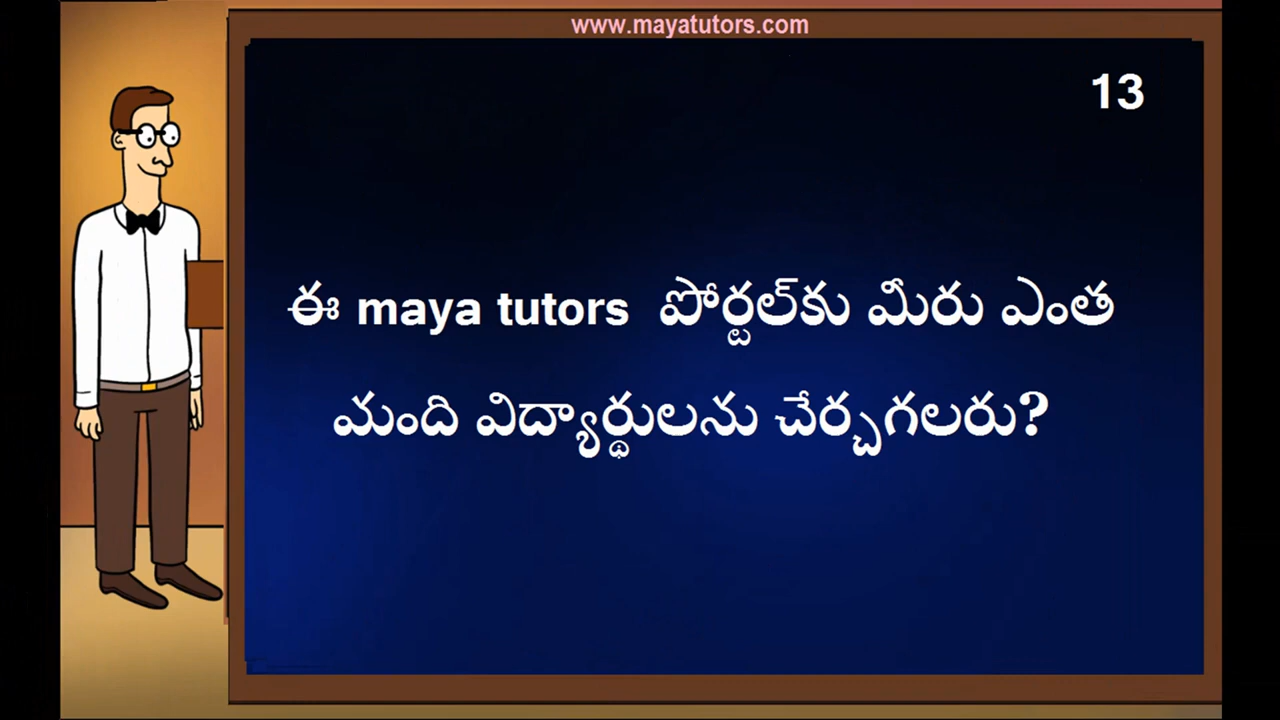 www.mayatutors.com
13
ఈ maya tutors పోర్టల్‌కు మీరు ఎంత
మంది విద్యార్థులను చేర్చగలరు?